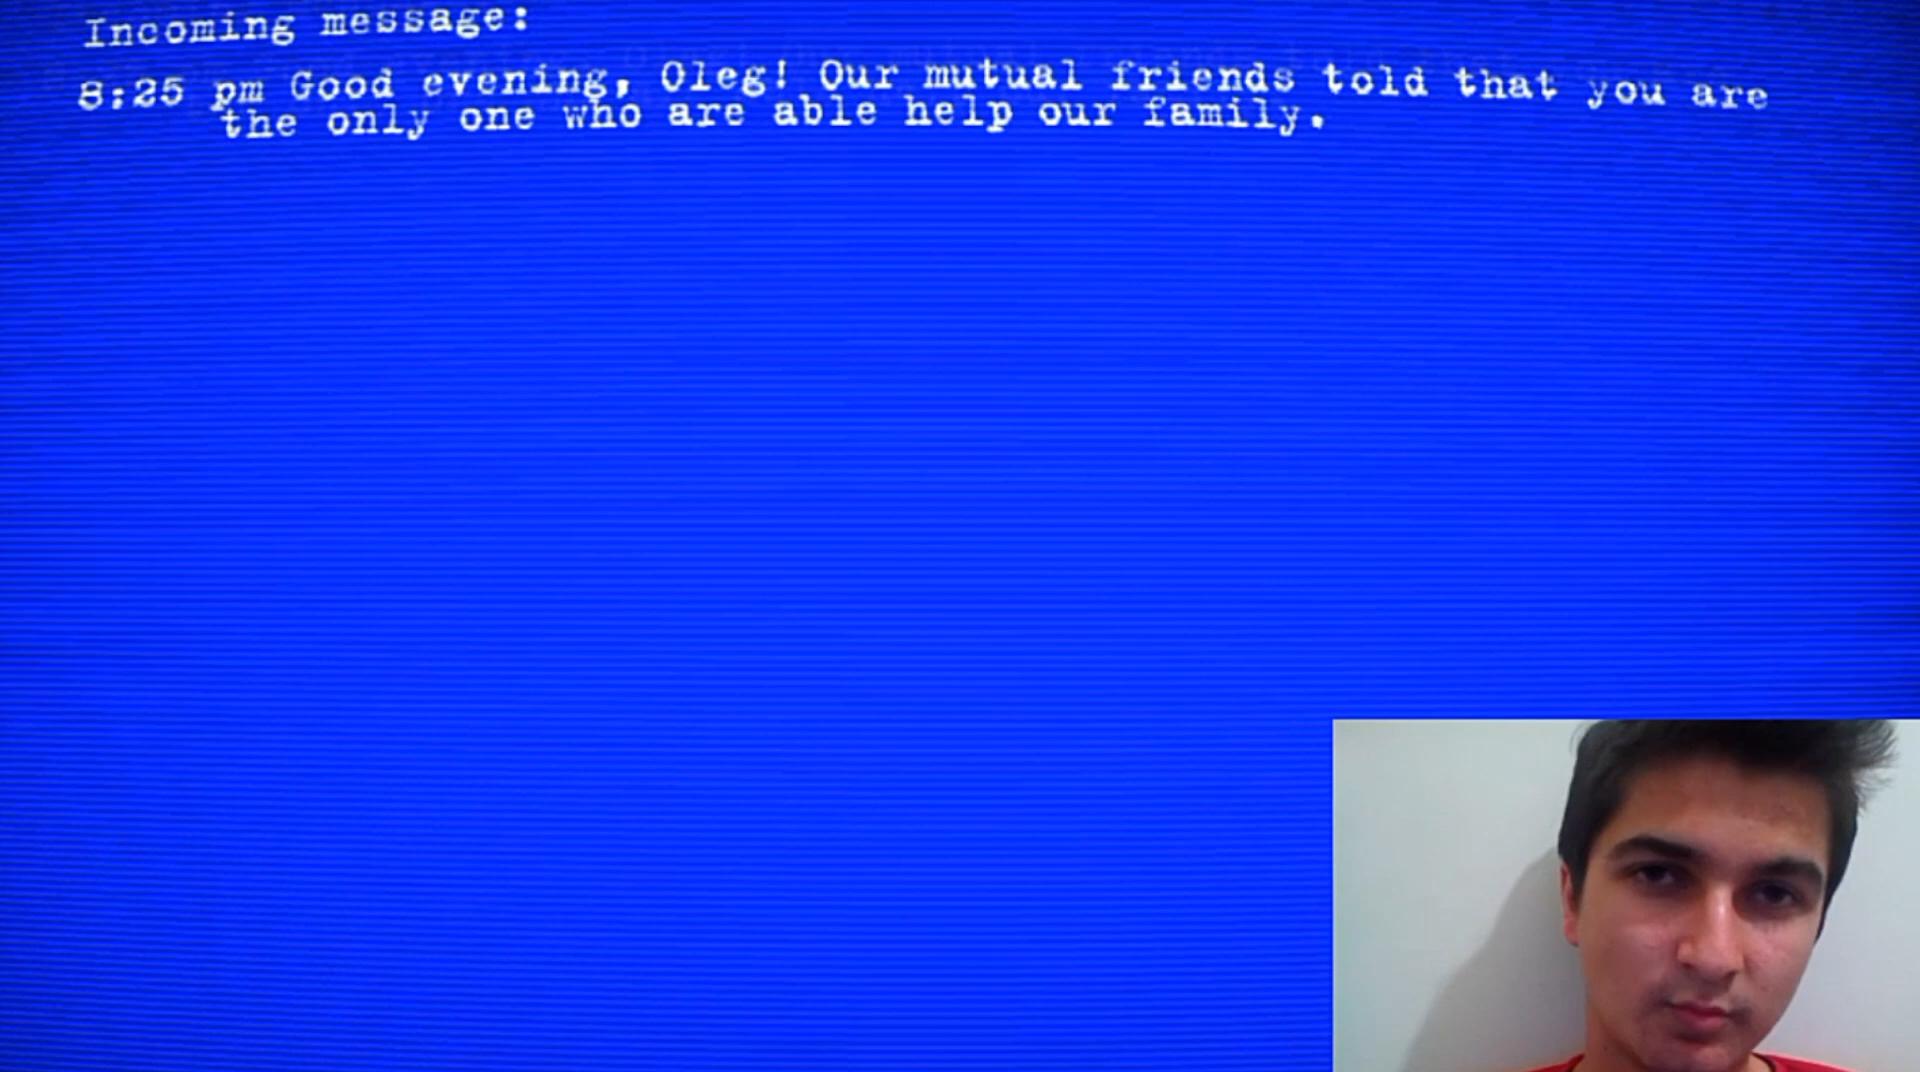 Incoming message:
8:25 pm Good evening, Oleg! Our mutual friends told that you are
the only one who are able help our family.